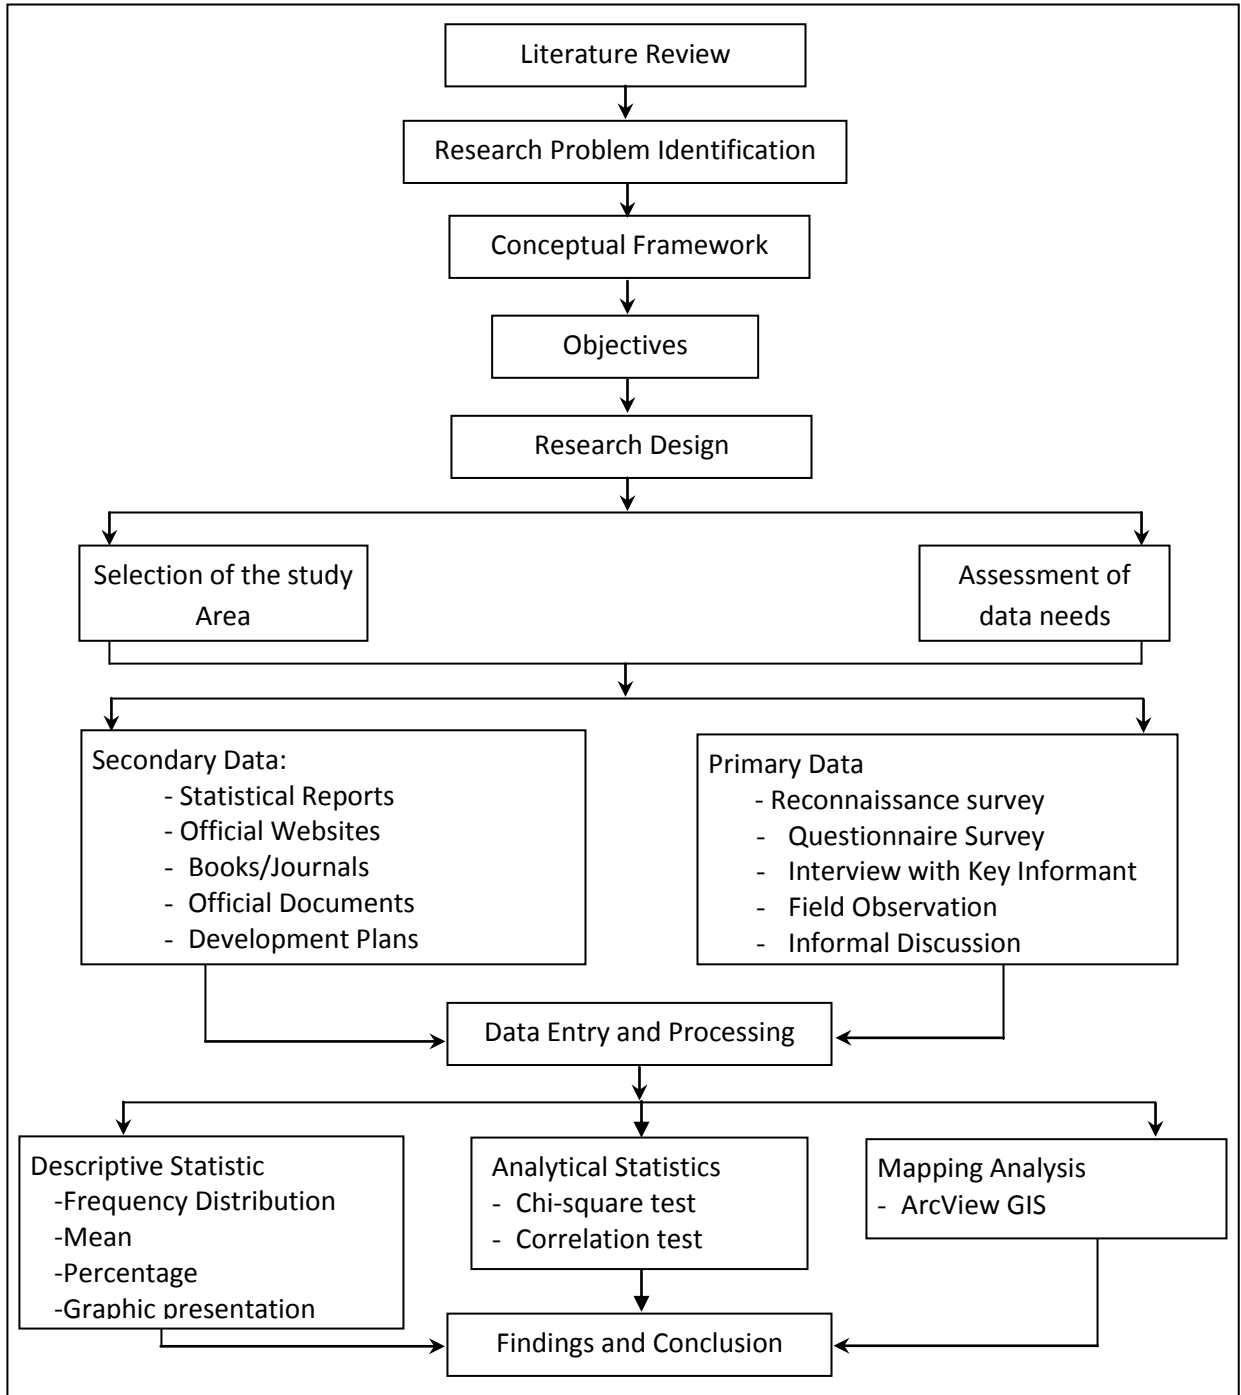 Literature Review
Research Problem Identification
Conceptual Framework
Objectives
Research Design
Selection of the study
Area
Assessment of
data needs
Secondary Data:
- Statistical Reports
- Official Websites
- Books/Journals
- Official Documents
- Development Plans
Primary Data
- Reconnaissance survey
- Questionnaire Survey
- Interview with Key Informant
- Field Observation
- Informal Discussion
Data Entry and Processing
Descriptive Statistic
-Frequency Distribution
-Mean
-Percentage
-Graphic presentation
Analytical Statistics
- Chi-square test
- Correlation test
Mapping Analysis
- ArcView GIS
Findings and Conclusion